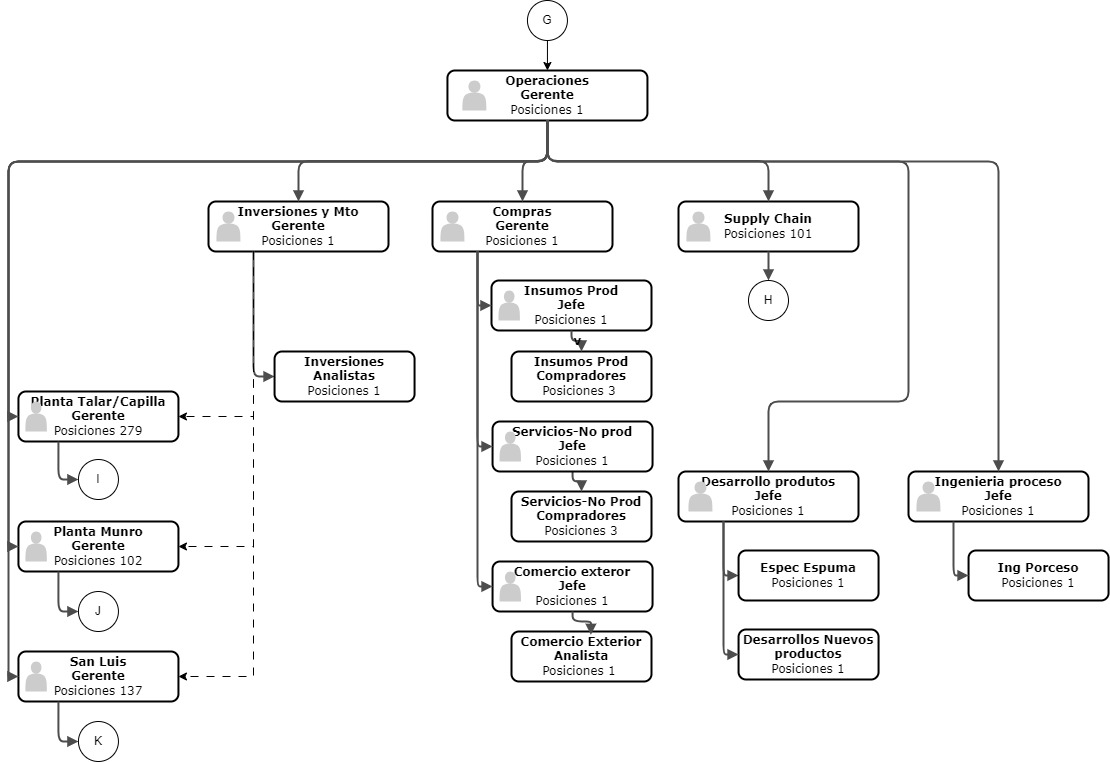 G
Operaciones
Gerente
Posiciones 1
Inversiones y Mto
Gerente
Posiciones 1
Compras
Gerente
Posiciones 1
Supply Chain
Posiciones 101
H
Insumos Prod
Jefe
Posiciones 1
v
Insumos Prod
Compradores
Posiciones 3
Inversiones
Analistas
Posiciones 1
Planta Talar/Capilla
Gerente
Posiciones 279
I
Servicios-No prod
Jefe
Posiciones 1
Servicios-No Prod
Compradores
Posiciones 3
Desarrollo produtos
Jefe
Posiciones 1
Ingenieria proceso
Jefe
Posiciones 1
Planta Munro
Gerente
Posiciones 102
J
Comercio exteror
Jefe
Posiciones 1
Comercio Exterior
Analista
Posiciones 1
Espec Espuma
Posiciones 1
Ing Porceso
Posiciones 1
Desarrollos Nuevos
productos
Posiciones 1
San Luis
Gerente
Posiciones 137
K